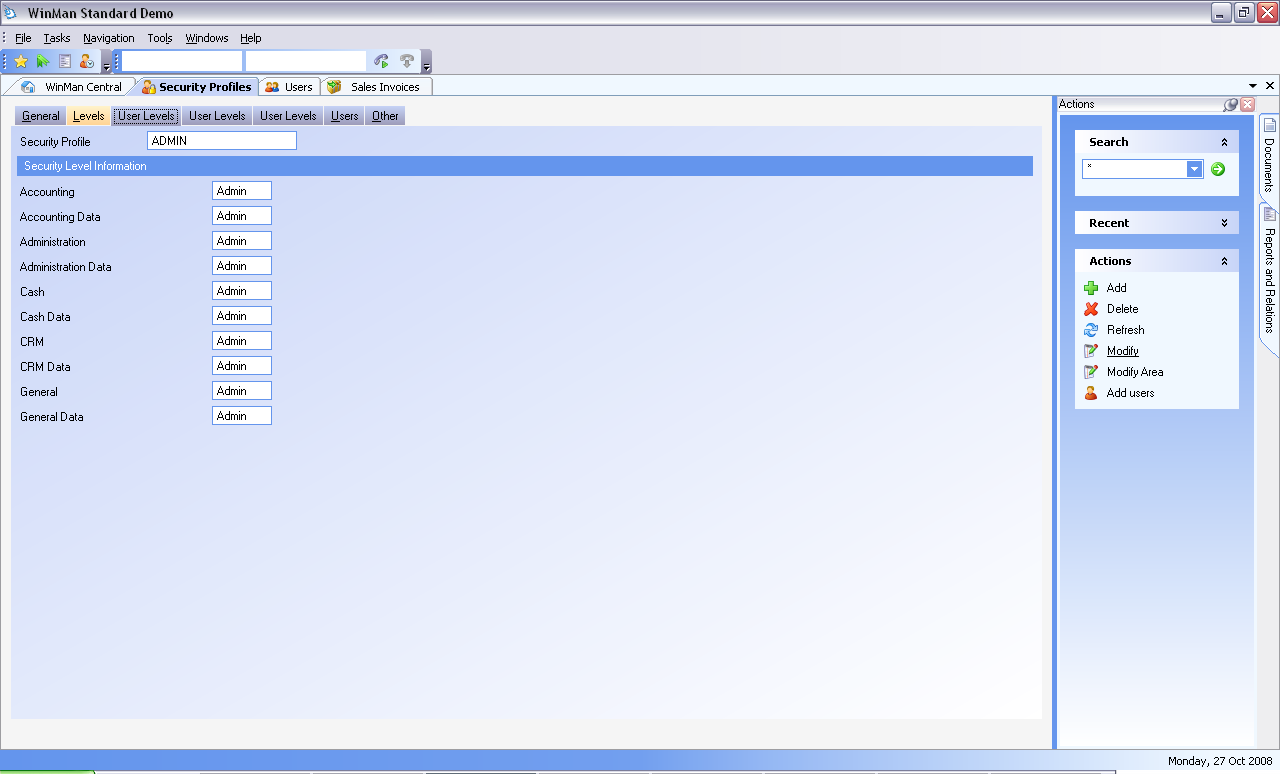 WinMan Standard Demo
File Tasks Navigation Tools Windows Help
WinMan Central Security Profiles Users Sales Invoices
General Levels User Levels User Levels User Levels Users Other
Security Profile ADMIN
Security Level Information
Accounting Admin
Accounting Data Admin
Administration Admin
Administration Data Admin
Cash Admin
Cash Data Admin
CRM Admin
CRM Data Admin
General Admin
General Data Admin
Actions
Search
*
Recent
Actions
Add
Delete
Refresh
Modify
Modify Area
Add users
Documents
Reports and Relations
Monday, 27 Oct 2008